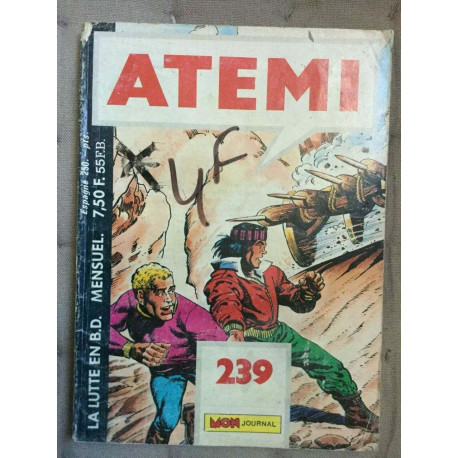 ATEMI
LA LUTTE EN B.D. MENSUEL. 7,50 F. 55 F.B. Espagne 250. pts.
X 4F
239
MON JOURNAL